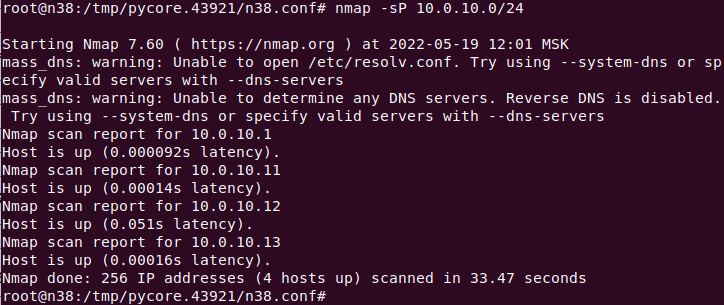 root@n38:/tmp/pycore.43921/n38.conf# nmap -sP 10.0.10.0/24
Starting Nmap 7.60 ( https://nmap.org ) at 2022-05-19 12:01 MSK
mass_dns: warning: Unable to open /etc/resolv.conf. Try using --system-dns or sp
ecify valid servers with --dns-servers
mass_dns: warning: Unable to determine any DNS servers. Reverse DNS is disabled.
 Try using --system-dns or specify valid servers with --dns-servers
Nmap scan report for 10.0.10.1
Host is up (0.000092s latency).
Nmap scan report for 10.0.10.11
Host is up (0.00014s latency).
Nmap scan report for 10.0.10.12
Host is up (0.051s latency).
Nmap scan report for 10.0.10.13
Host is up (0.00016s latency).
Nmap done: 256 IP addresses (4 hosts up) scanned in 33.47 seconds
root@n38:/tmp/pycore.43921/n38.conf#